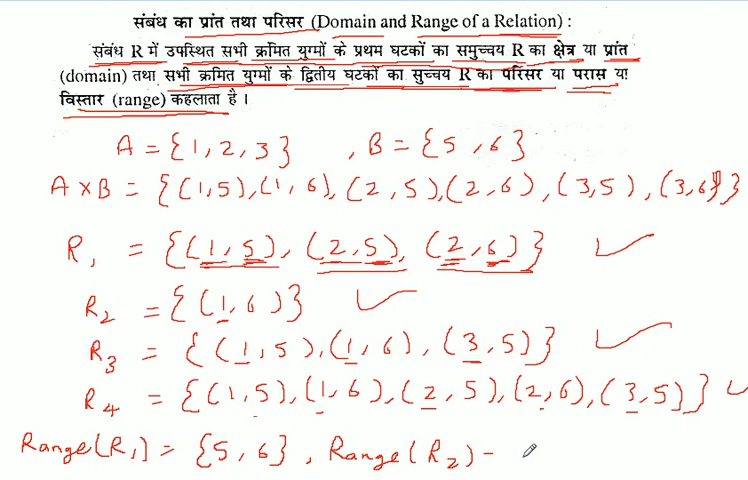 संबंध का प्रांत तथा परिसर (Domain and Range of a Relation) :
संबंध R में उपस्थित सभी क्रमित युग्मों के प्रथम घटकों का समुच्चय R का क्षेत्र या प्रांत
(domain) तथा सभी क्रमित युग्मों के द्वितीय घटकों का सुच्चय R का परिसर या परास या
विस्तार (range) कहलाता है ।
A = {1, 2, 3} , B = {5, 6}
A × B = {(1,5), (1, 6), (2, 5), (2, 6), (3,5), (3,6)}
R₁ = {(1, 5), (2, 5), (2, 6)}
R₂ = {(1, 6)}
R₃ = {(1, 5), (1, 6), (3, 5)}
R₄ = {(1, 5), (1, 6), (2, 5), (2, 6), (3, 5)}
Range(R₁) = {5, 6}, Range(R₂) -